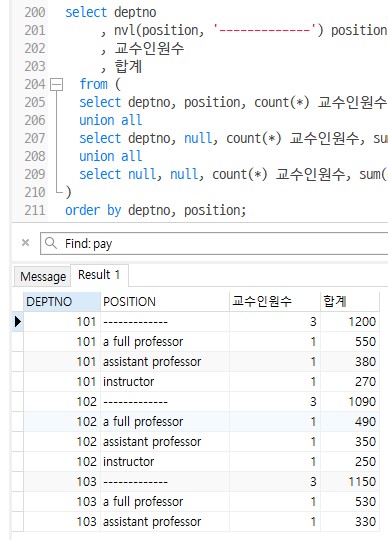 200 select deptno
201 , nvl(position, '-------------') position
202 , 교수인원수
203 , 합계
204 from (
205 select deptno, position, count(*) 교수인원수
206 union all
207 select deptno, null, count(*) 교수인원수, sum
208 union all
209 select null, null, count(*) 교수인원수, sum(
210 )
211 order by deptno, position;
× Find: pay
Message Result 1
DEPTNO POSITION 교수인원수 합계
101 ------------- 3 1200
101 a full professor 1 550
101 assistant professor 1 380
101 instructor 1 270
102 ------------- 3 1090
102 a full professor 1 490
102 assistant professor 1 350
102 instructor 1 250
103 ------------- 3 1150
103 a full professor 1 530
103 assistant professor 1 330